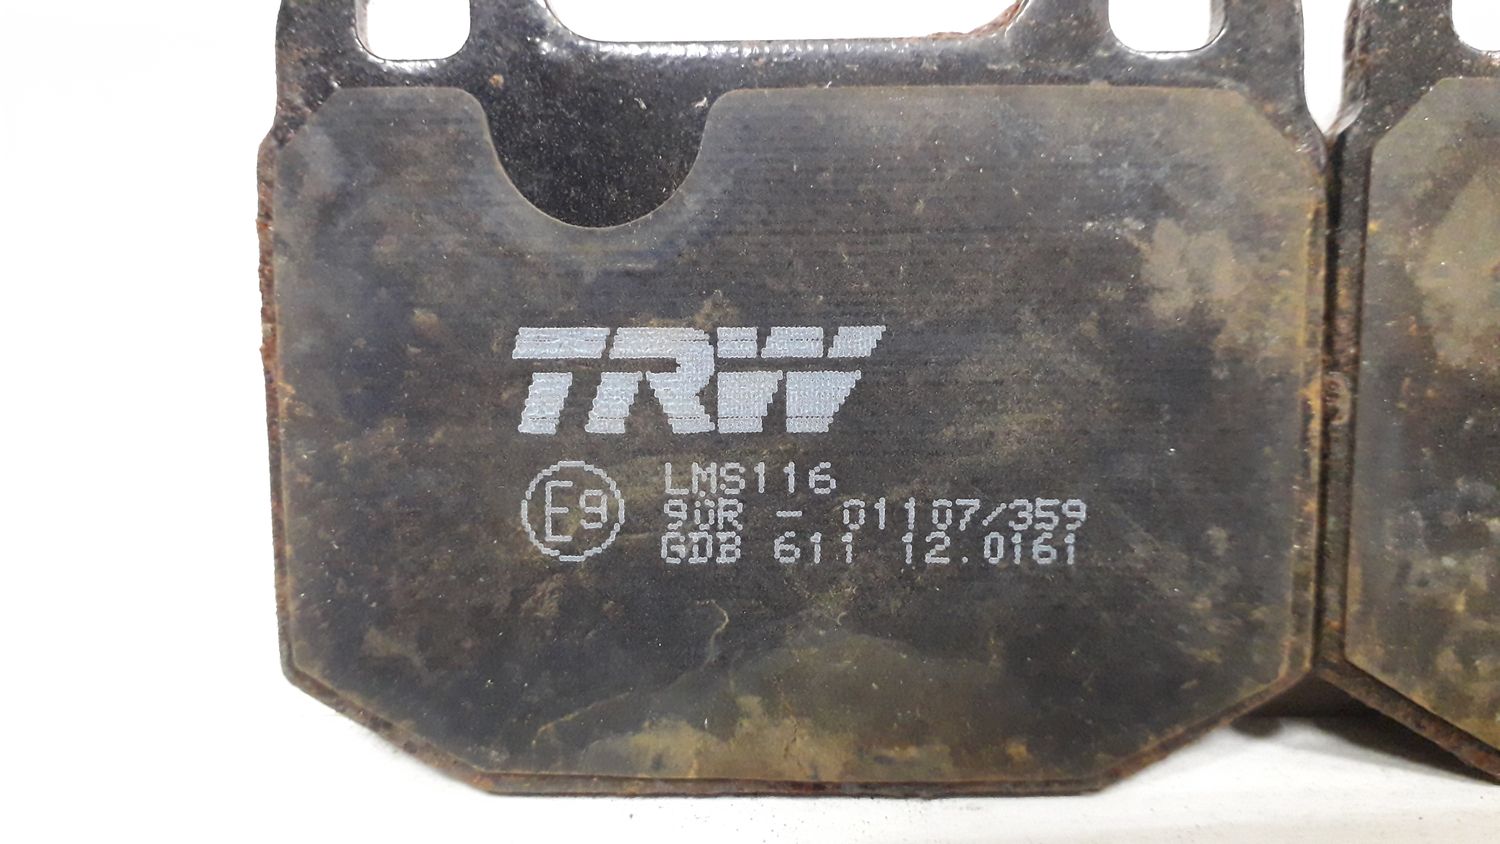 TRW
E9
LMS116
90R - 01107/359
GDB 611 12.0161